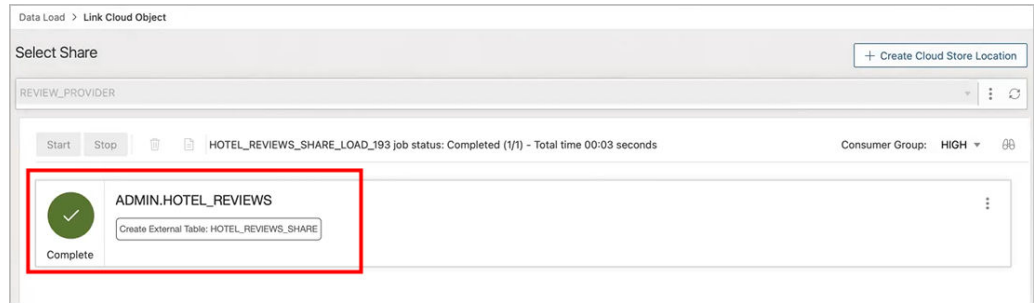 Data Load > Link Cloud Object
Select Share
+ Create Cloud Store Location
REVIEW_PROVIDER
Start Stop HOTEL_REVIEWS_SHARE_LOAD_193 job status: Completed (1/1) - Total time 00:03 seconds Consumer Group: HIGH
ADMIN.HOTEL_REVIEWS
Create External Table: HOTEL_REVIEWS_SHARE
Complete